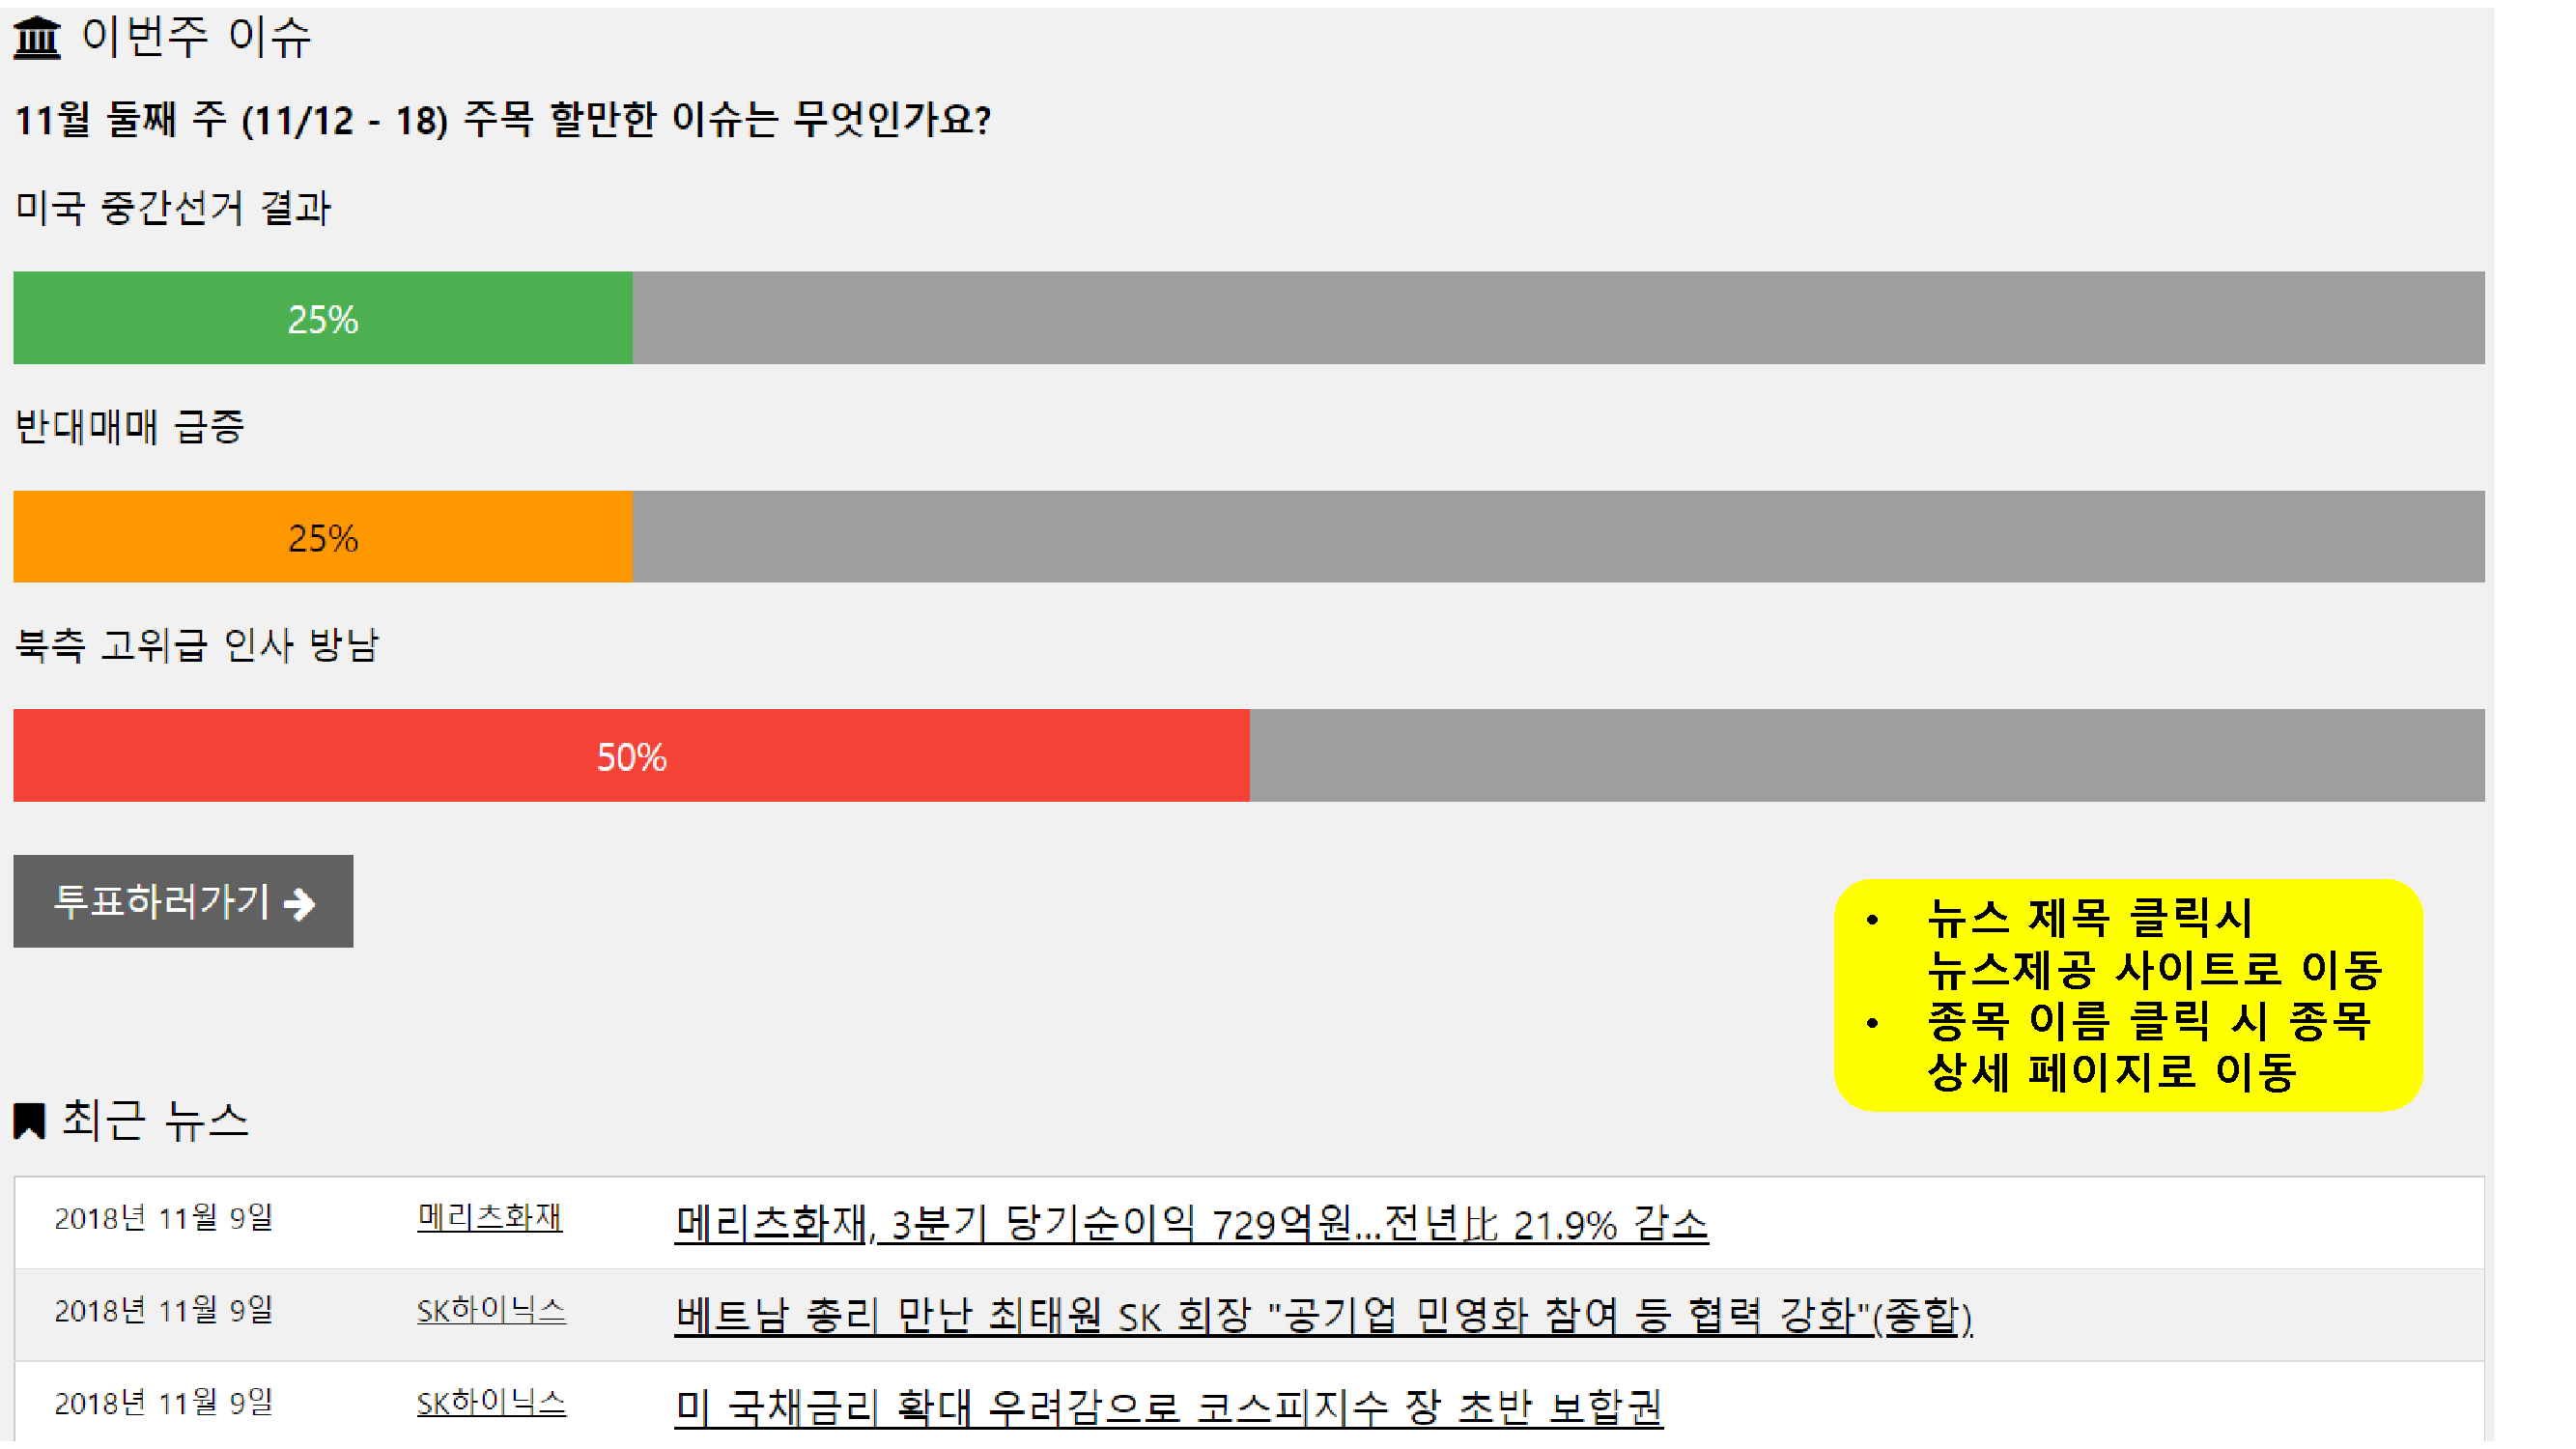 이번주 이슈
11월 둘째 주 (11/12 - 18) 주목 할만한 이슈는 무엇인가요?
미국 중간선거 결과
25%
반대매매 급증
25%
북측 고위급 인사 방남
50%
투표하러가기
• 뉴스 제목 클릭시
뉴스제공 사이트로 이동
• 종목 이름 클릭 시 종목
상세 페이지로 이동
최근 뉴스
2018년 11월 9일 메리츠화재 메리츠화재, 3분기 당기순이익 729억원...전년比 21.9% 감소
2018년 11월 9일 SK하이닉스 베트남 총리 만난 최태원 SK 회장 "공기업 민영화 참여 등 협력 강화"(종합)
2018년 11월 9일 SK하이닉스 미 국채금리 확대 우려감으로 코스피지수 장 초반 보합권